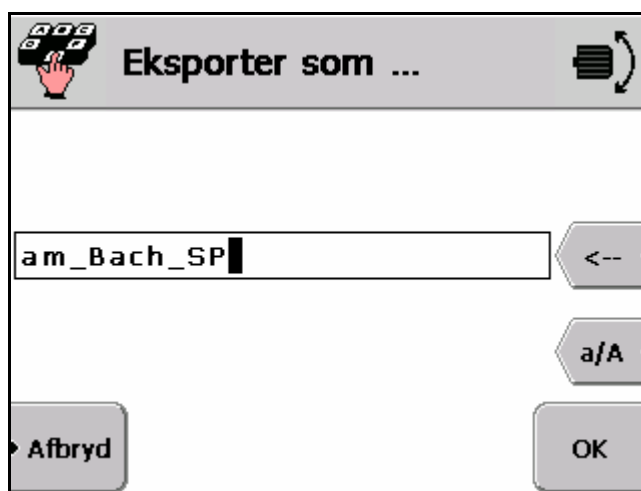 Eksporter som ...
am_Bach_SP
<--
a/A
Afbryd
OK